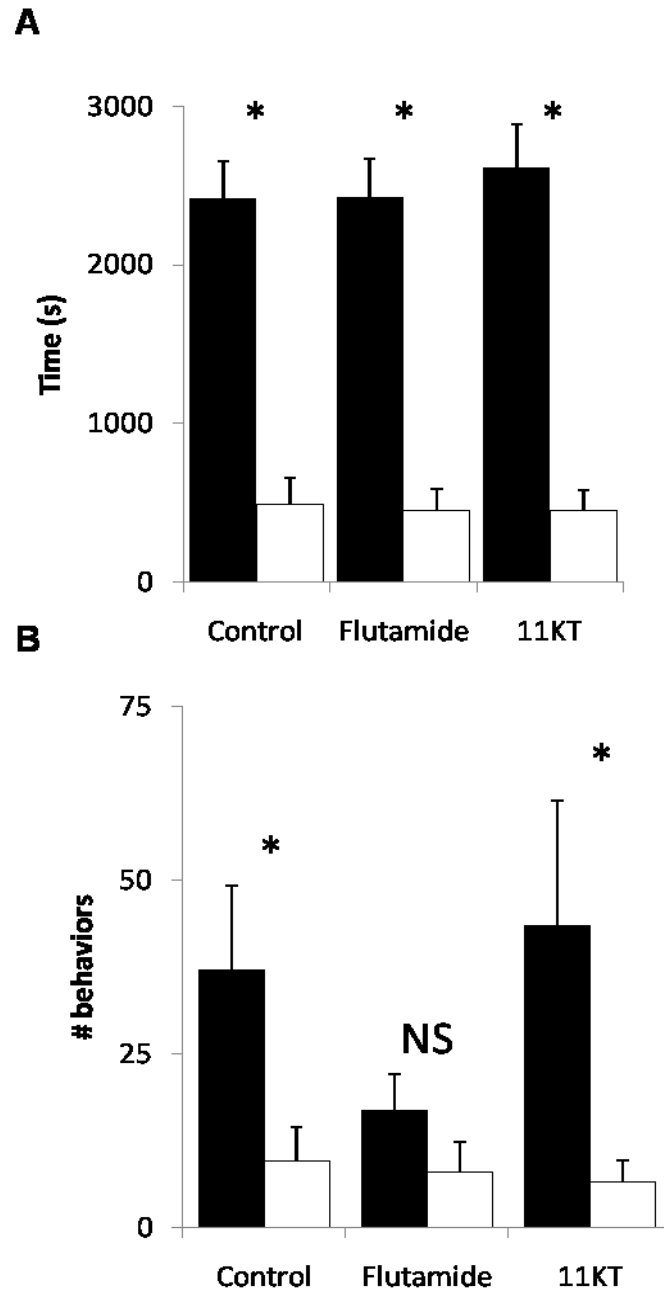 A
3000
* * *
2000
Time (s)
1000
0
Control Flutamide 11KT
B
75
*
*
50
# behaviors
NS
25
0
Control Flutamide 11KT